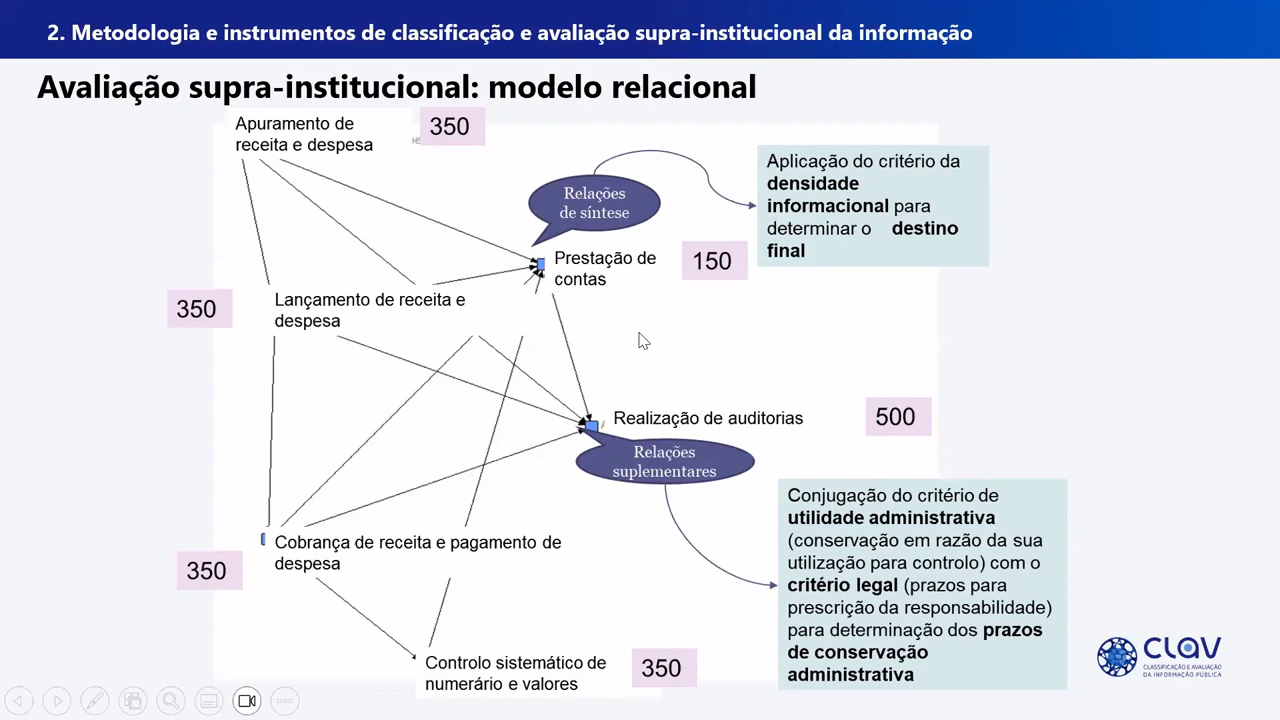 2. Metodologia e instrumentos de classificação e avaliação supra-institucional da informação
Avaliação supra-institucional: modelo relacional
Apuramento de
receita e despesa
350
Relações
de síntese
Aplicação do critério da
densidade
informacional para
determinar o destino
final
Prestação de
contas
150
350
Lançamento de receita e
despesa
Realização de auditorias
500
Relações
suplementares
Conjugação do critério de
utilidade administrativa
(conservação em razão da sua
utilização para controlo) com o
critério legal (prazos para
prescrição da responsabilidade)
para determinação dos prazos
de conservação
administrativa
Cobrança de receita e pagamento de
despesa
350
Controlo sistemático de
numerário e valores
350
CLAV
CLASSIFICAÇÃO E AVALIAÇÃO
DA INFORMAÇÃO PÚBLICA